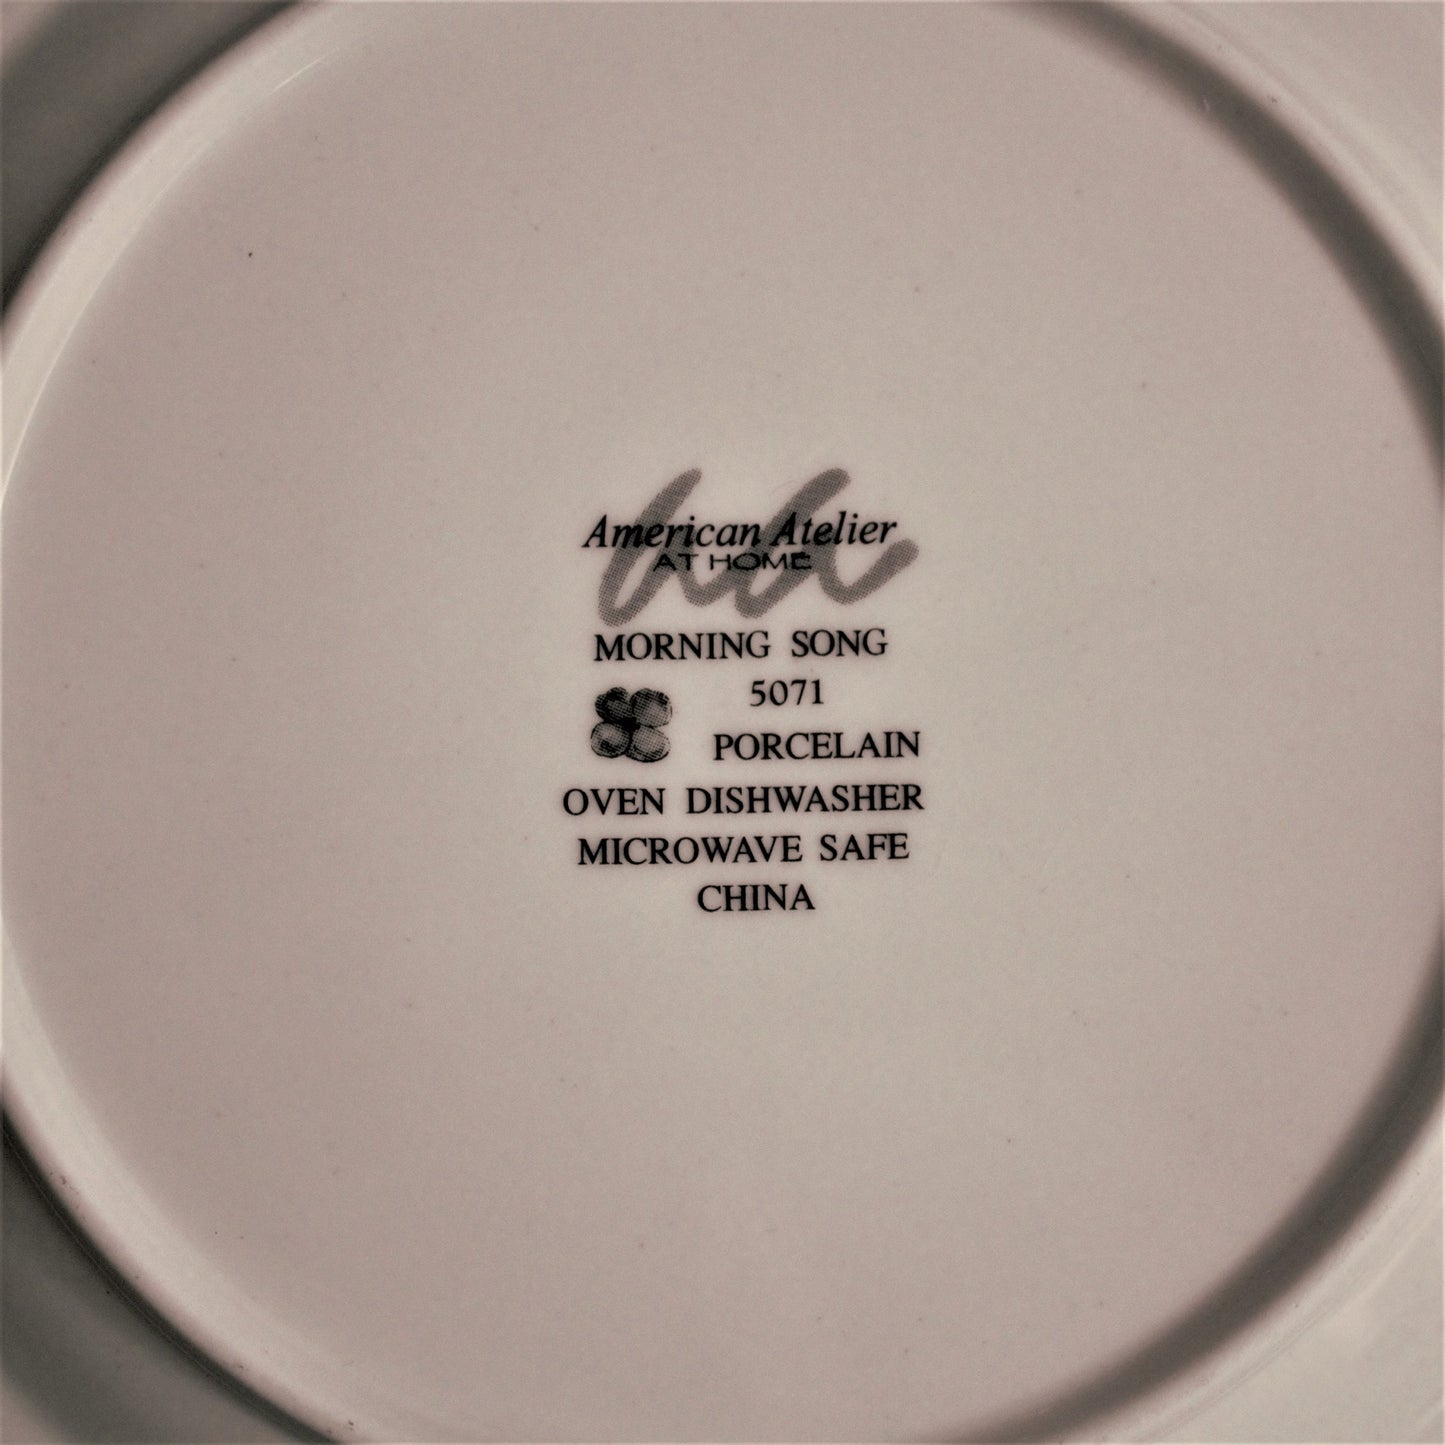 American Atelier
AT HOME
MORNING SONG
5071
PORCELAIN
OVEN DISHWASHER
MICROWAVE SAFE
CHINA